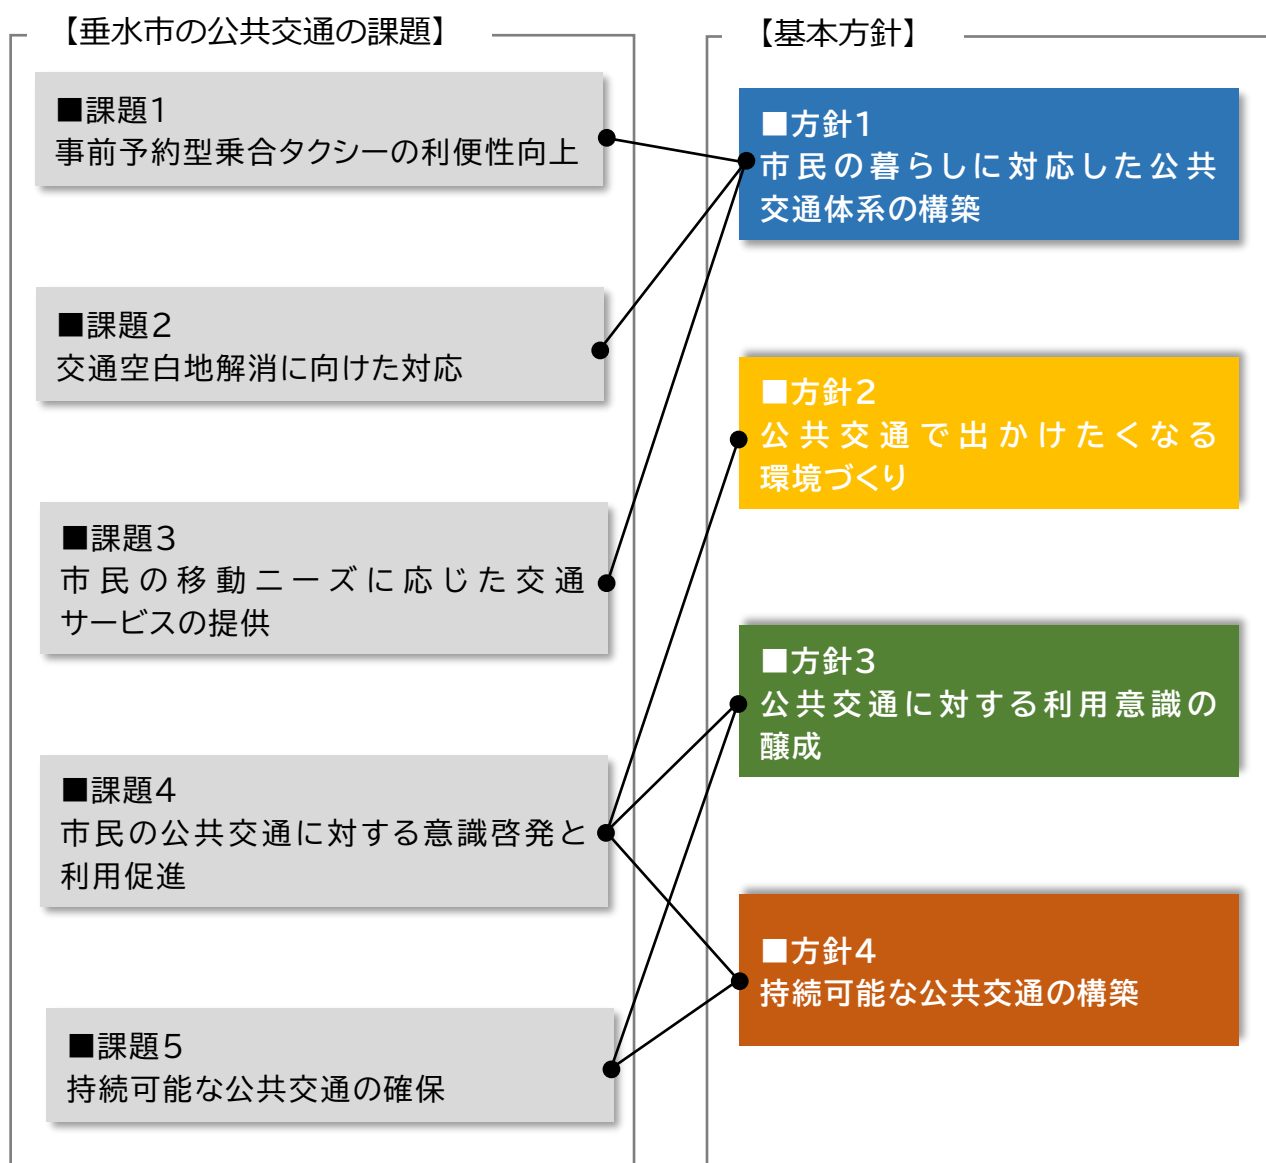 【垂水市の公共交通の課題】
■課題1
事前予約型乗合タクシーの利便性向上
■課題2
交通空白地解消に向けた対応
■課題3
市民の移動ニーズに応じた交通
サービスの提供
■課題4
市民の公共交通に対する意識啓発と
利用促進
■課題5
持続可能な公共交通の確保
【基本方針】
■方針1
市民の暮らしに対応した公共
交通体系の構築
■方針2
公共交通で出かけたくなる
環境づくり
■方針3
公共交通に対する利用意識の
醸成
■方針4
持続可能な公共交通の構築